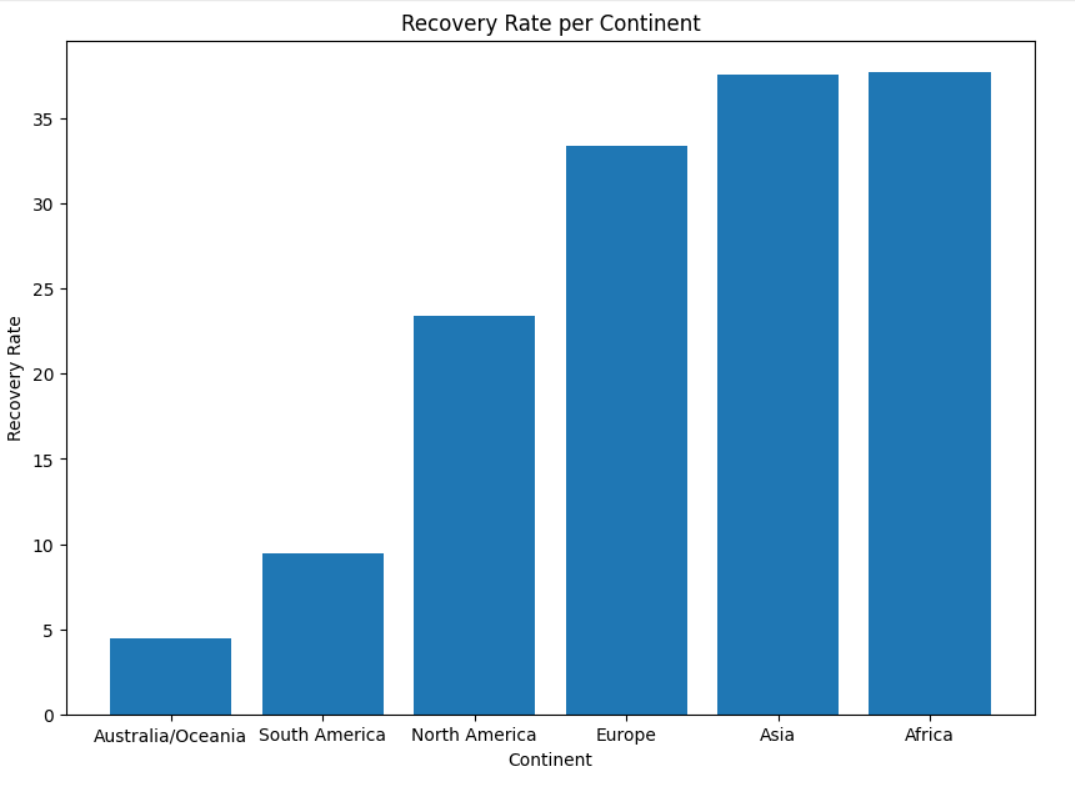 Recovery Rate per Continent
Recovery Rate
35
30
25
20
15
10
5
0
Australia/Oceania South America North America Europe Asia Africa
Continent